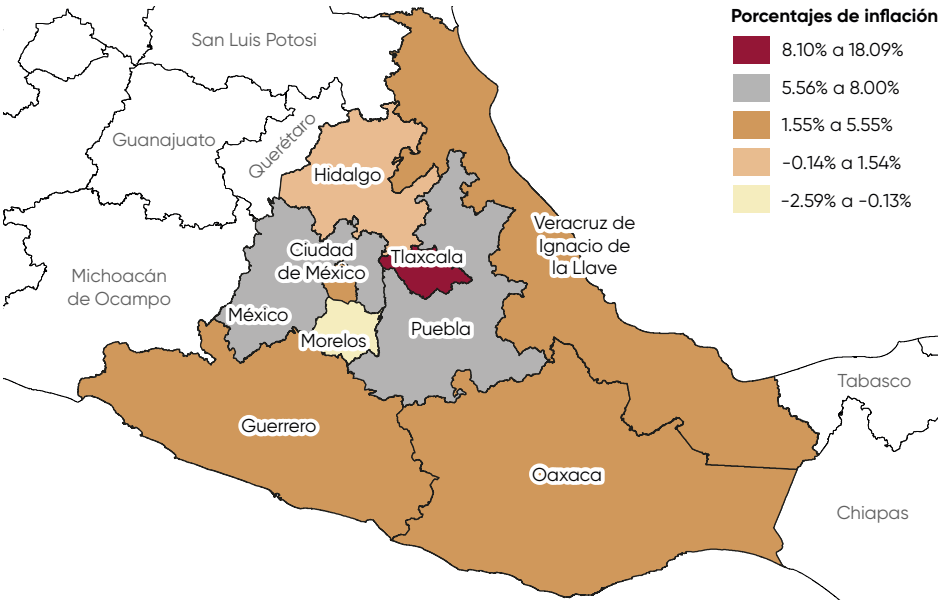 Porcentajes de inflación
8.10% a 18.09%
5.56% a 8.00%
1.55% a 5.55%
-0.14% a 1.54%
-2.59% a -0.13%
San Luis Potosi
Guanajuato
Querétaro
Hidalgo
Veracruz de
Ignacio de
la Llave
Ciudad
de México
Tlaxcala
Michoacán
de Ocampo
México
Morelos
Puebla
Tabasco
Guerrero
Oaxaca
Chiapas